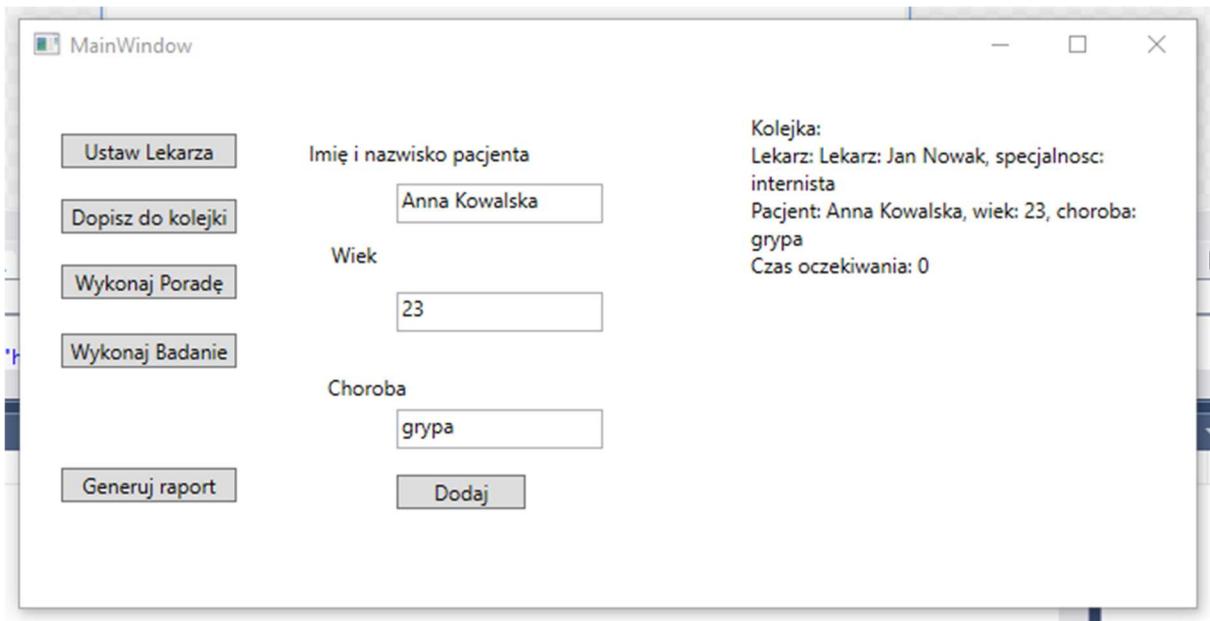 MainWindow
Ustaw Lekarza
Dopisz do kolejki
Wykonaj Poradę
Wykonaj Badanie
Generuj raport
Imię i nazwisko pacjenta
Anna Kowalska
Wiek
23
Choroba
grypa
Dodaj
Kolejka:
Lekarz: Lekarz: Jan Nowak, specjalnosc:
internista
Pacjent: Anna Kowalska, wiek: 23, choroba:
grypa
Czas oczekiwania: 0